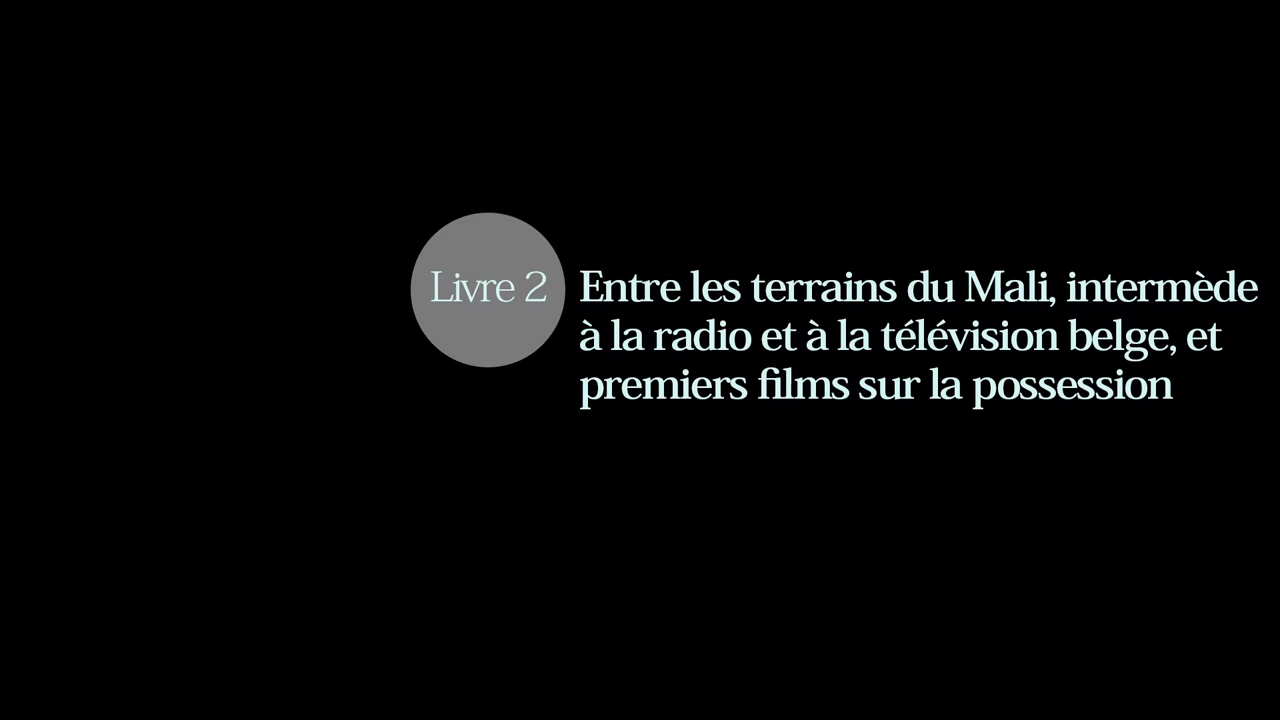 Livre 2
Entre les terrains du Mali, intermède
à la radio et à la télévision belge, et
premiers films sur la possession